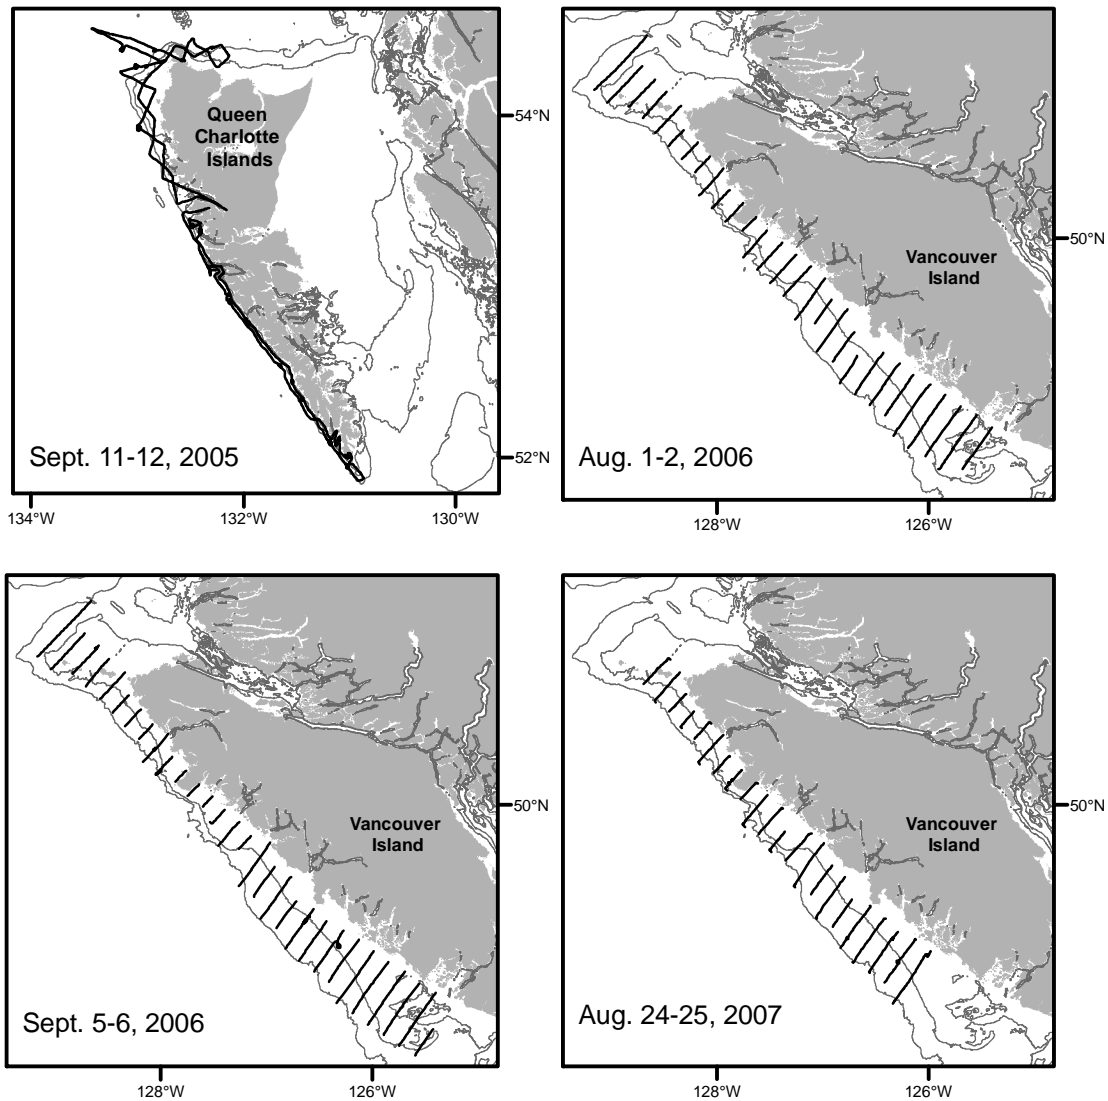 Queen
Charlotte
Islands
Sept. 11-12, 2005
54°N
52°N
134°W
132°W
130°W
Vancouver
Island
Aug. 1-2, 2006
50°N
128°W
126°W
Vancouver
Island
Sept. 5-6, 2006
50°N
128°W
126°W
Vancouver
Island
Aug. 24-25, 2007
50°N
128°W
126°W